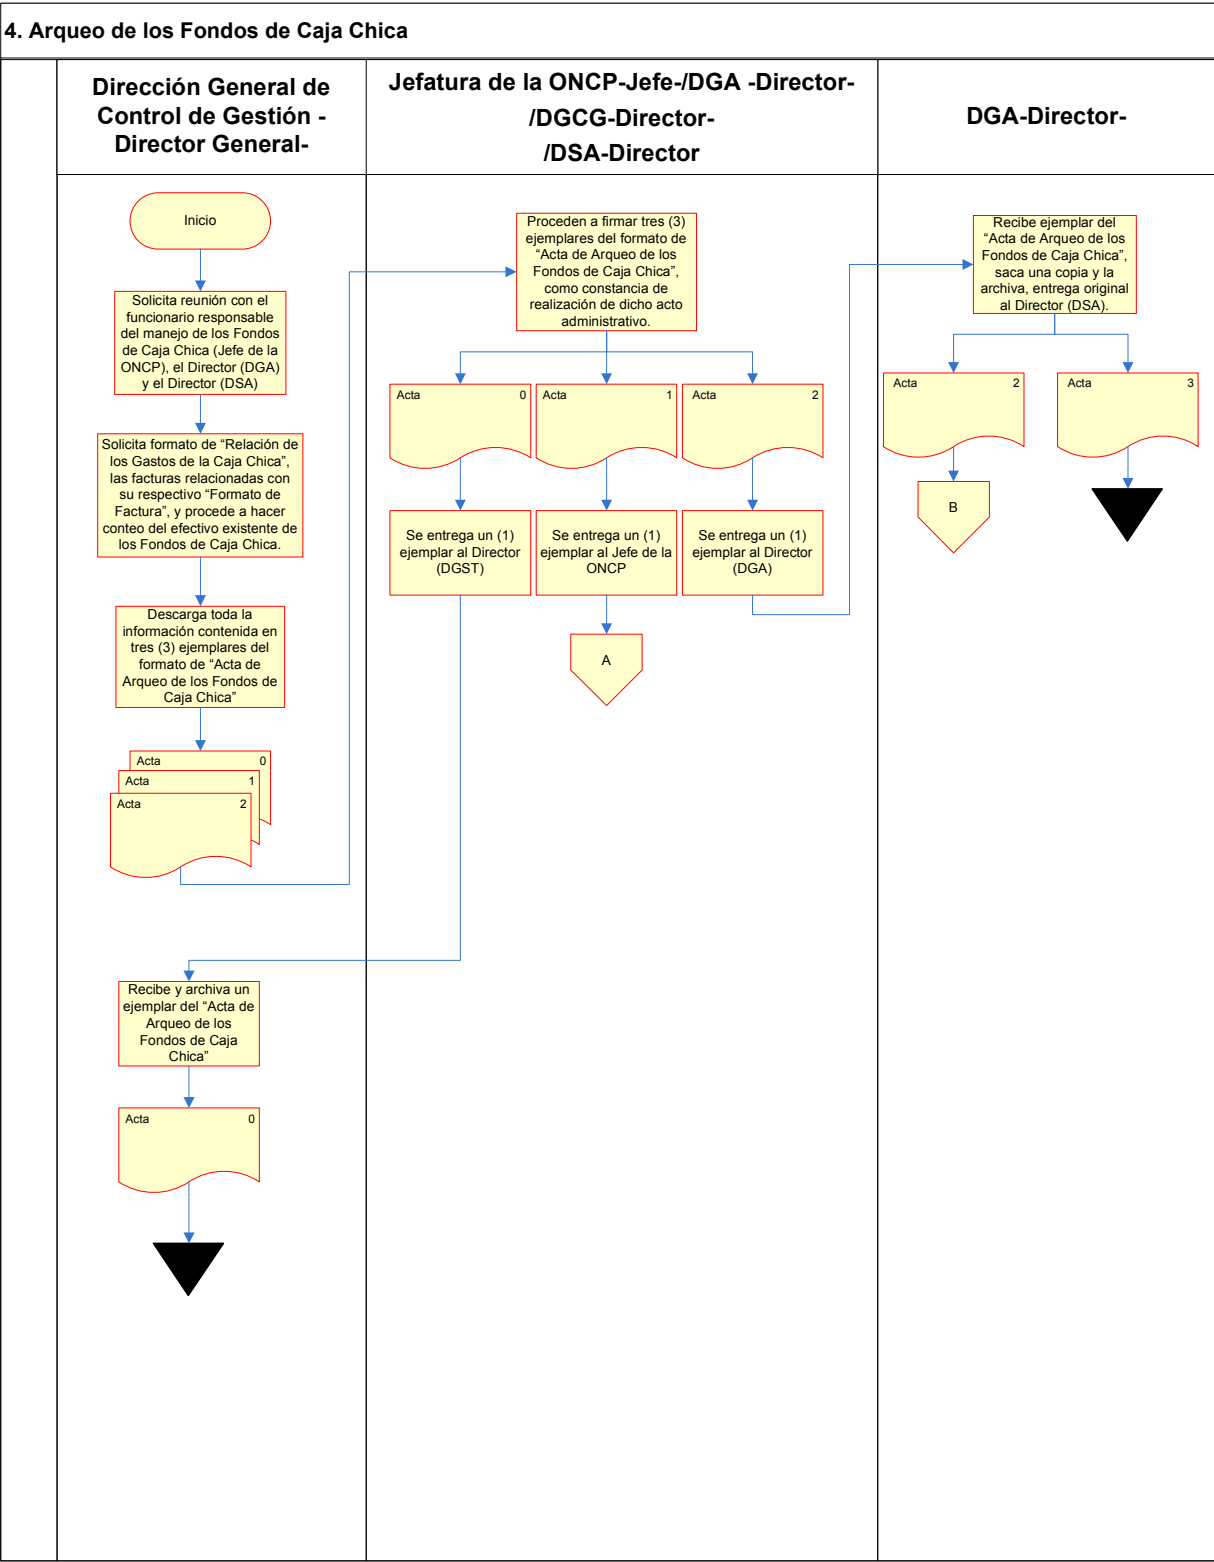 4. Arqueo de los Fondos de Caja Chica
Dirección General de
Control de Gestión -
Director General-
Jefatura de la ONCP-Jefe-/DGA -Director-
/DGCG-Director-
/DSA-Director
DGA-Director-
Inicio
Solicita reunión con el
funcionario responsable
del manejo de los Fondos
de Caja Chica (Jefe de la
ONCP), el Director (DGA)
y el Director (DSA)
Solicita formato de “Relación de
los Gastos de la Caja Chica”,
las facturas relacionadas con
su respectivo “Formato de
Factura”, y procede a hacer
conteo del efectivo existente de
los Fondos de Caja Chica.
Descarga toda la
información contenida en
tres (3) ejemplares del
formato de “Acta de
Arqueo de los Fondos de
Caja Chica”
Acta 0
Acta 1
Acta 2
Recibe y archiva un
ejemplar del “Acta de
Arqueo de los
Fondos de Caja
Chica”
Acta 0
Proceden a firmar tres (3)
ejemplares del formato de
“Acta de Arqueo de los
Fondos de Caja Chica”,
como constancia de
realización de dicho acto
administrativo.
Acta 0
Acta 1
Acta 2
Se entrega un (1)
ejemplar al Director
(DGST)
Se entrega un (1)
ejemplar al Jefe de la
ONCP
Se entrega un (1)
ejemplar al Director
(DGA)
A
Recibe ejemplar del
“Acta de Arqueo de los
Fondos de Caja Chica”,
saca una copia y la
archiva, entrega original
al Director (DSA).
Acta 2
Acta 3
B